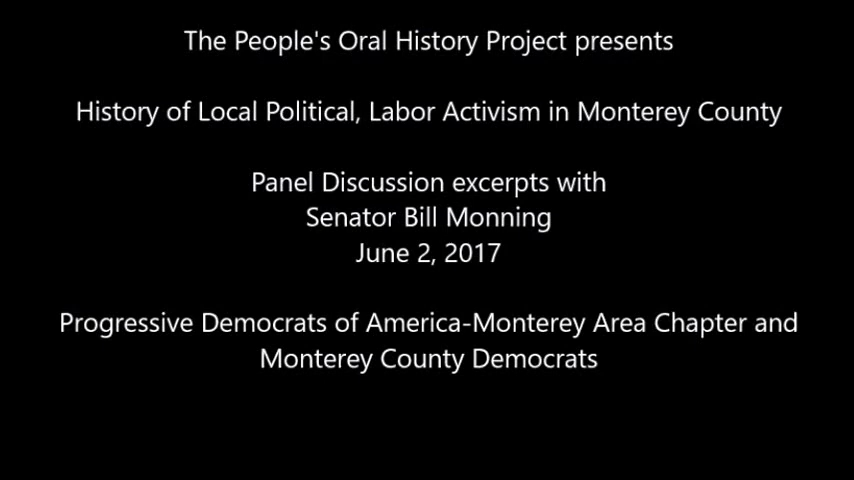 The People's Oral History Project presents
History of Local Political, Labor Activism in Monterey County
Panel Discussion excerpts with
Senator Bill Monning
June 2, 2017
Progressive Democrats of America-Monterey Area Chapter and
Monterey County Democrats